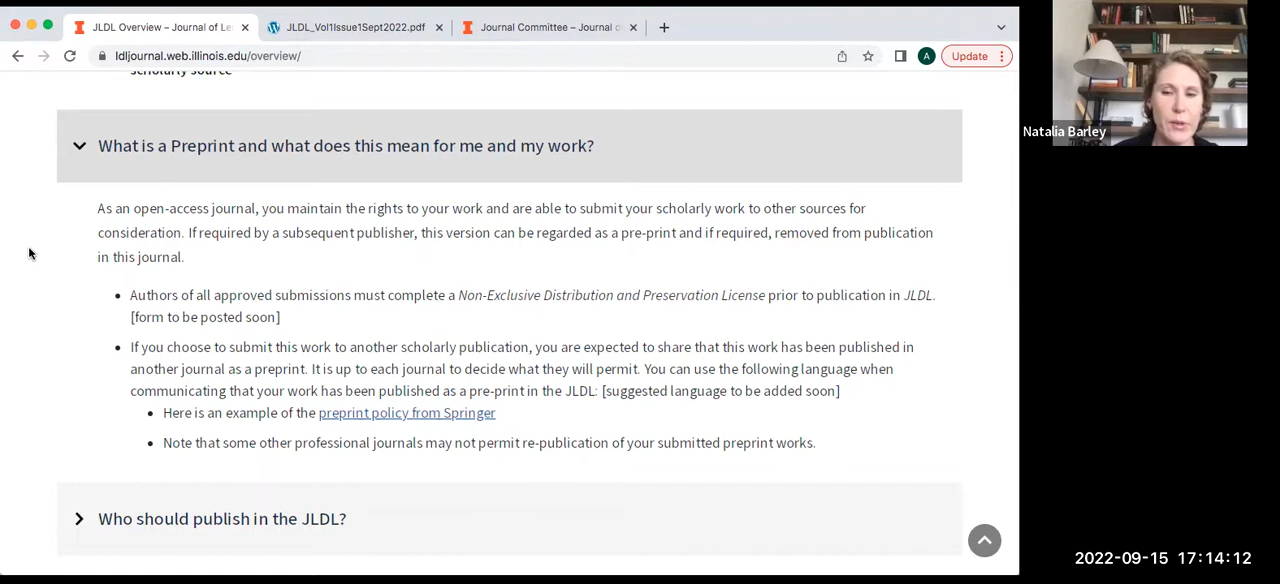 JLDL Overview – Journal of Le
JLDL_Vol1Issue1Sept2022.pdf
Journal Committee – Journal o
ldljournal.web.illinois.edu/overview/
A
Update
scholarly source
What is a Preprint and what does this mean for me and my work?
As an open-access journal, you maintain the rights to your work and are able to submit your scholarly work to other sources for
consideration. If required by a subsequent publisher, this version can be regarded as a pre-print and if required, removed from publication
in this journal.
Authors of all approved submissions must complete a Non-Exclusive Distribution and Preservation License prior to publication in JLDL.
[form to be posted soon]
If you choose to submit this work to another scholarly publication, you are expected to share that this work has been published in
another journal as a preprint. It is up to each journal to decide what they will permit. You can use the following language when
communicating that your work has been published as a pre-print in the JLDL: [suggested language to be added soon]
Here is an example of the preprint policy from Springer
Note that some other professional journals may not permit re-publication of your submitted preprint works.
Who should publish in the JLDL?
Natalia Barley
2022-09-15 17:14:12